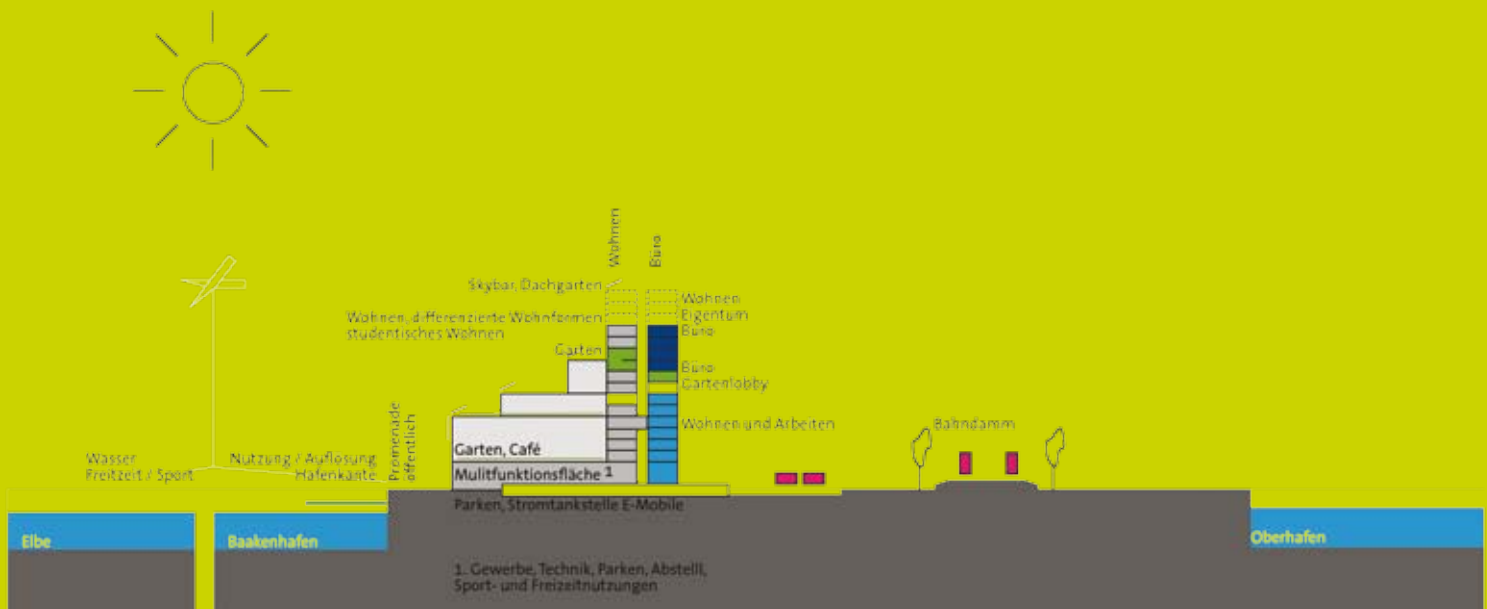 Wohnen
Büro
Skybar, Dachgarten
Wohnen
Wohnen, differenzierte Wohnformen
Eigentum
studentisches Wohnen
Büro
Garten
Büro
Gartenlobby
Promenade
öffentlich
Wohnen und Arbeiten
Bahndamm
Garten, Café
Wasser
Freitzeit / Sport
Nutzung / Auflösung
Hafenkante
Mulitfunktionsfläche 1
Parken, Stromtankstelle E-Mobile
Elbe
Baakenhafen
Oberhafen
1. Gewerbe, Technik, Parken, Abstelll,
Sport- und Freizeitnutzungen